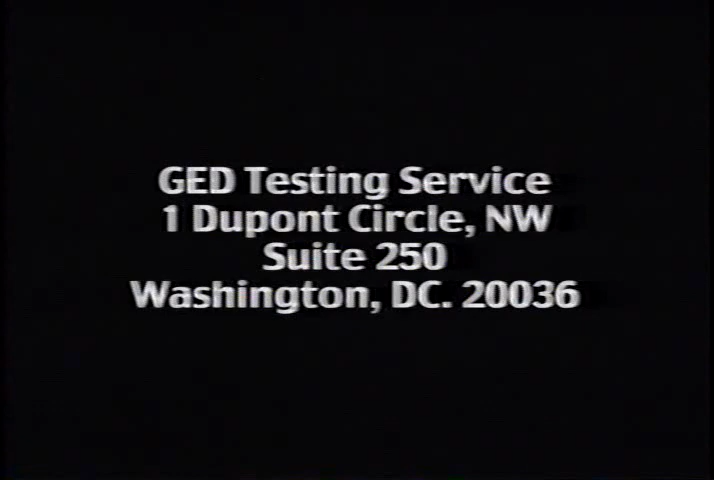 GED Testing Service
1 Dupont Circle, NW
Suite 250
Washington, DC. 20036